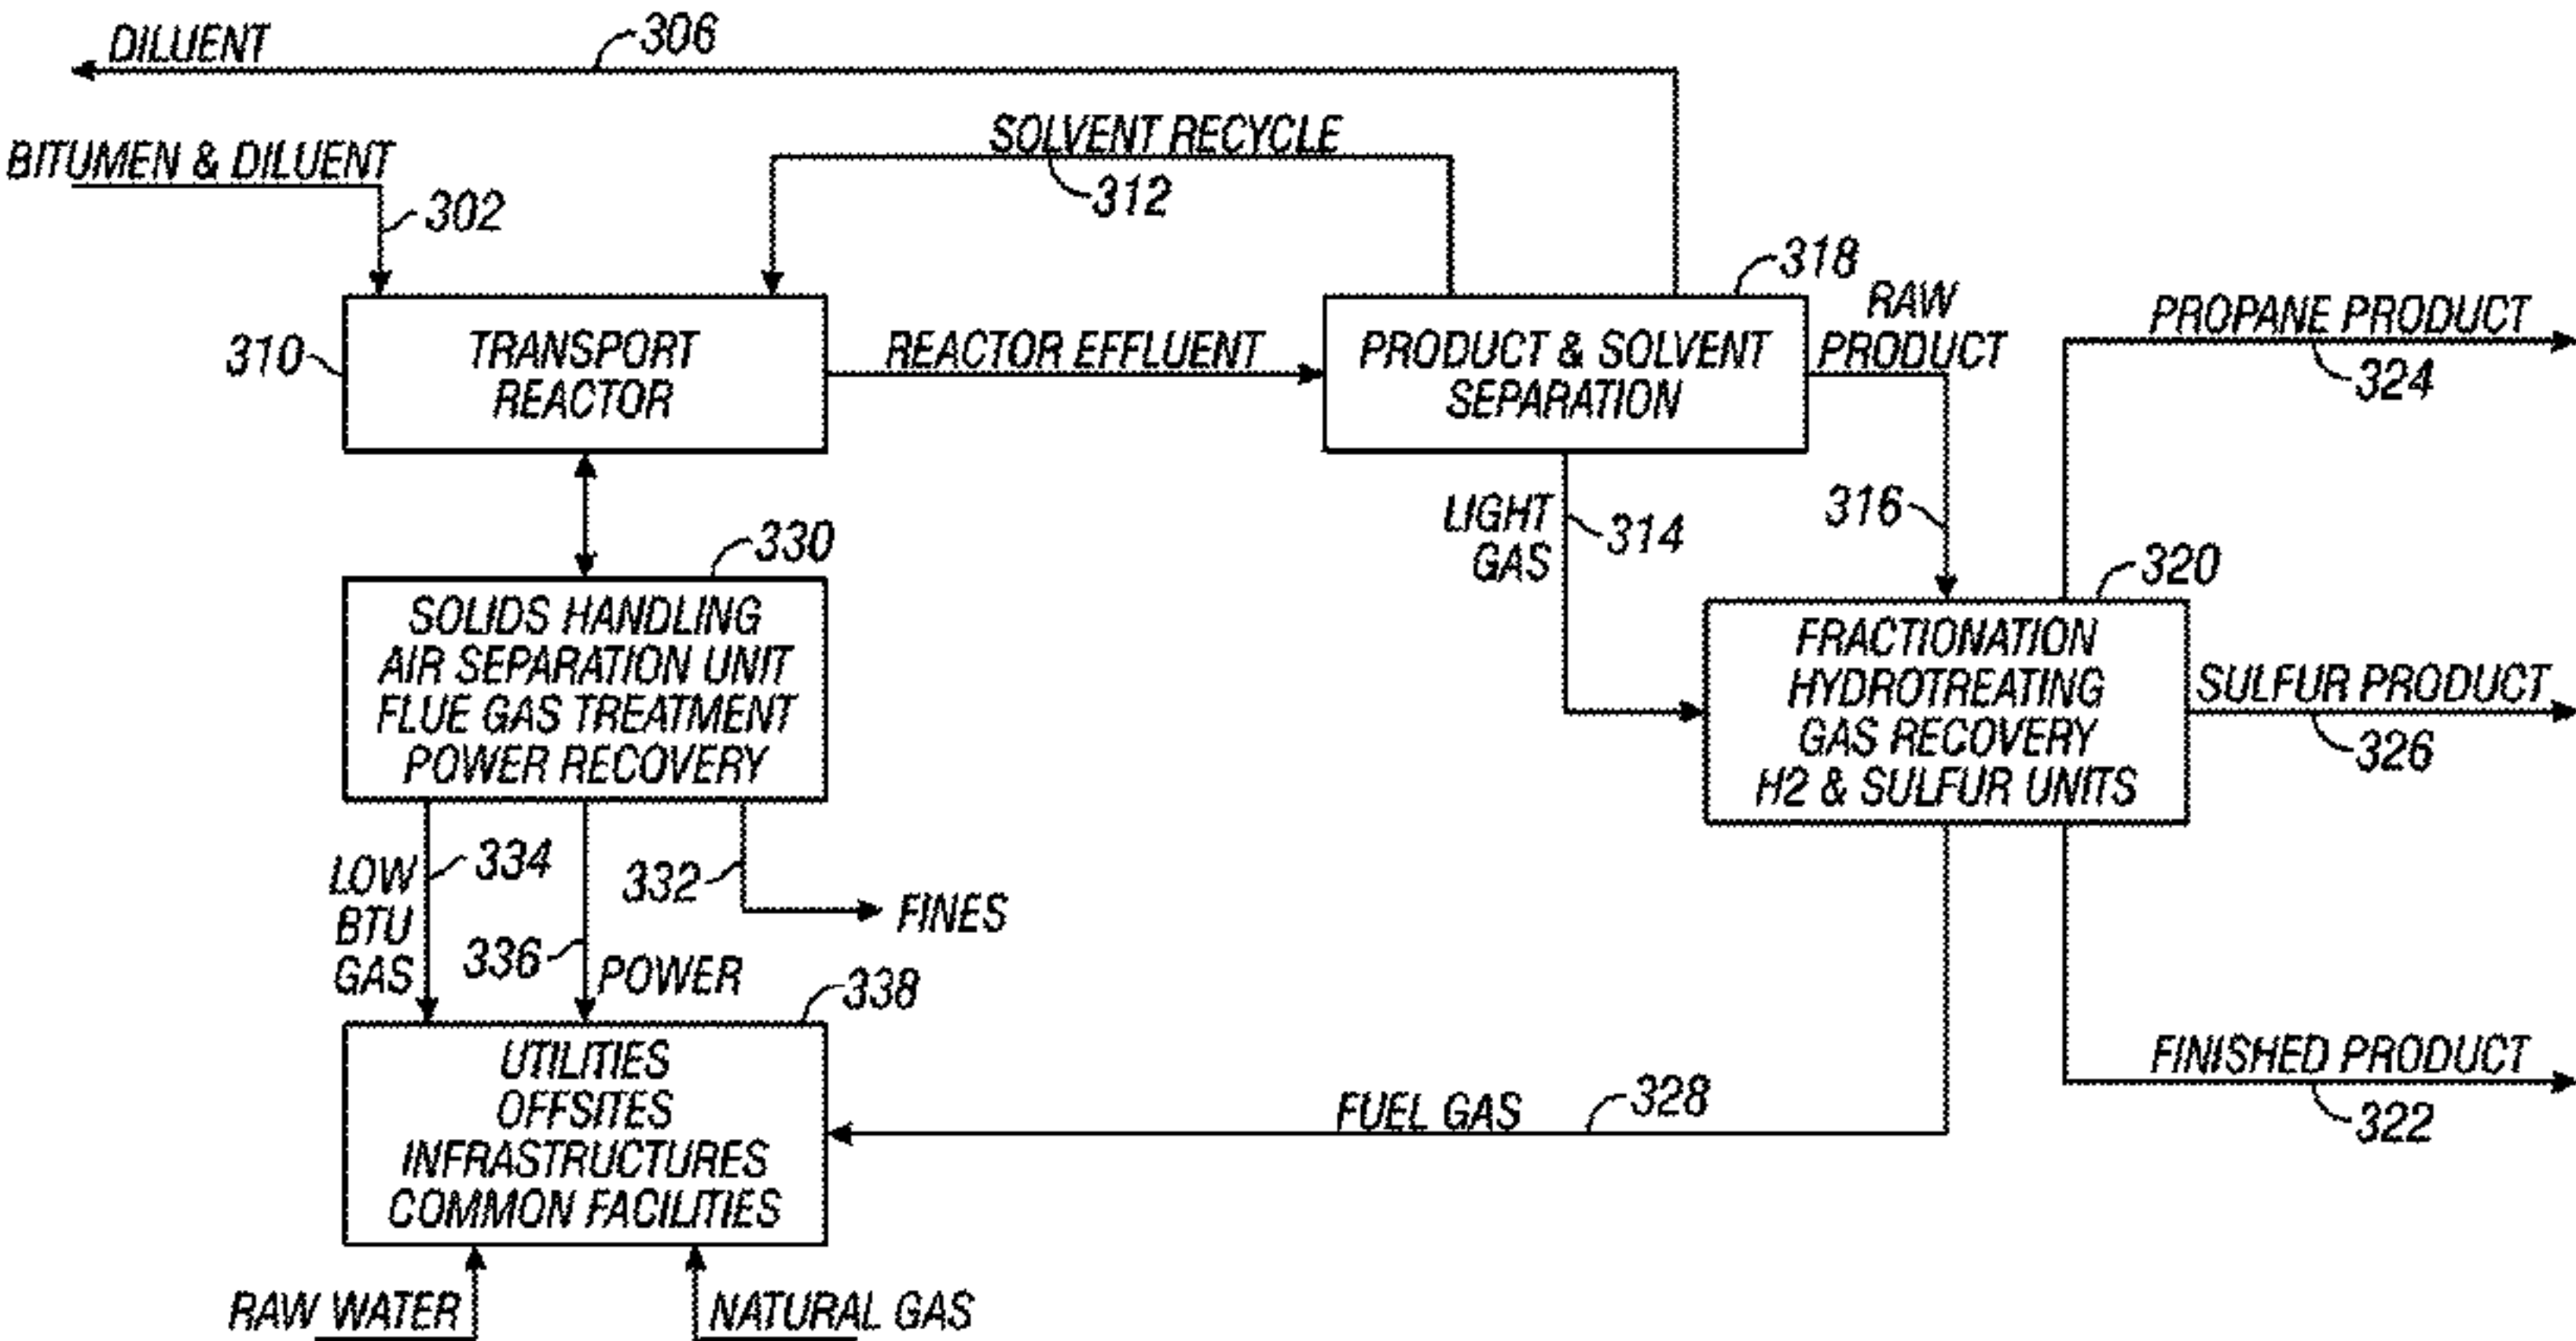 DILUENT
306
BITUMEN & DILUENT
302
SOLVENT RECYCLE
312
310
TRANSPORT
REACTOR
REACTOR EFFLUENT
318
PRODUCT & SOLVENT
SEPARATION
RAW
PRODUCT
316
LIGHT
GAS
314
PROPANE PRODUCT
324
330
SOLIDS HANDLING
AIR SEPARATION UNIT
FLUE GAS TREATMENT
POWER RECOVERY
320
FRACTIONATION
HYDROTREATING
GAS RECOVERY
H2 & SULFUR UNITS
SULFUR PRODUCT
326
LOW
BTU
GAS
334
336
POWER
332
FINES
338
UTILITIES
OFFSITES
INFRASTRUCTURES
COMMON FACILITIES
FUEL GAS
328
FINISHED PRODUCT
322
RAW WATER
NATURAL GAS